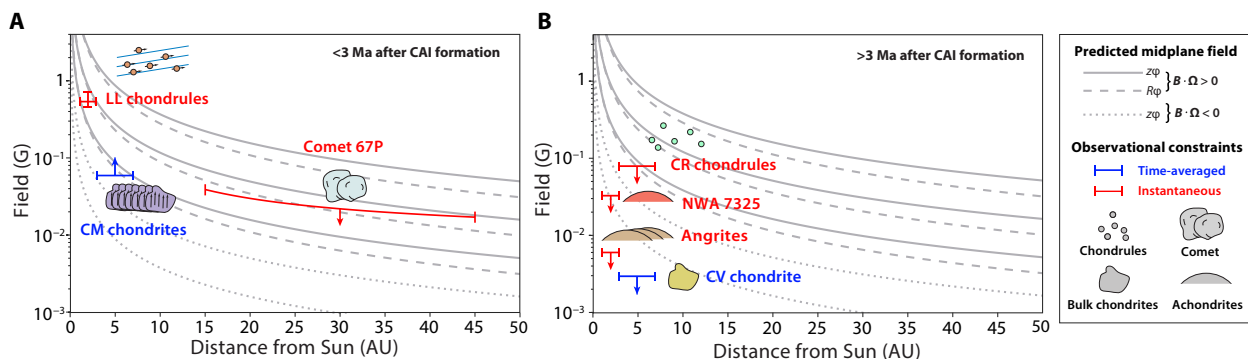 A
<3 Ma after CAI formation
LL chondrules
Comet 67P
CM chondrites
Field (G)
1
10⁻¹
10⁻²
10⁻³
0 5 10 15 20 25 30 35 40 45 50
Distance from Sun (AU)
B
>3 Ma after CAI formation
CR chondrules
NWA 7325
Angrites
CV chondrite
Field (G)
1
10⁻¹
10⁻²
10⁻³
0 5 10 15 20 25 30 35 40 45 50
Distance from Sun (AU)
Predicted midplane field
zφ
Rφ
} B · Ω > 0
zφ } B · Ω < 0
Observational constraints
Time-averaged
Instantaneous
Chondrules
Comet
Bulk chondrites
Achondrites